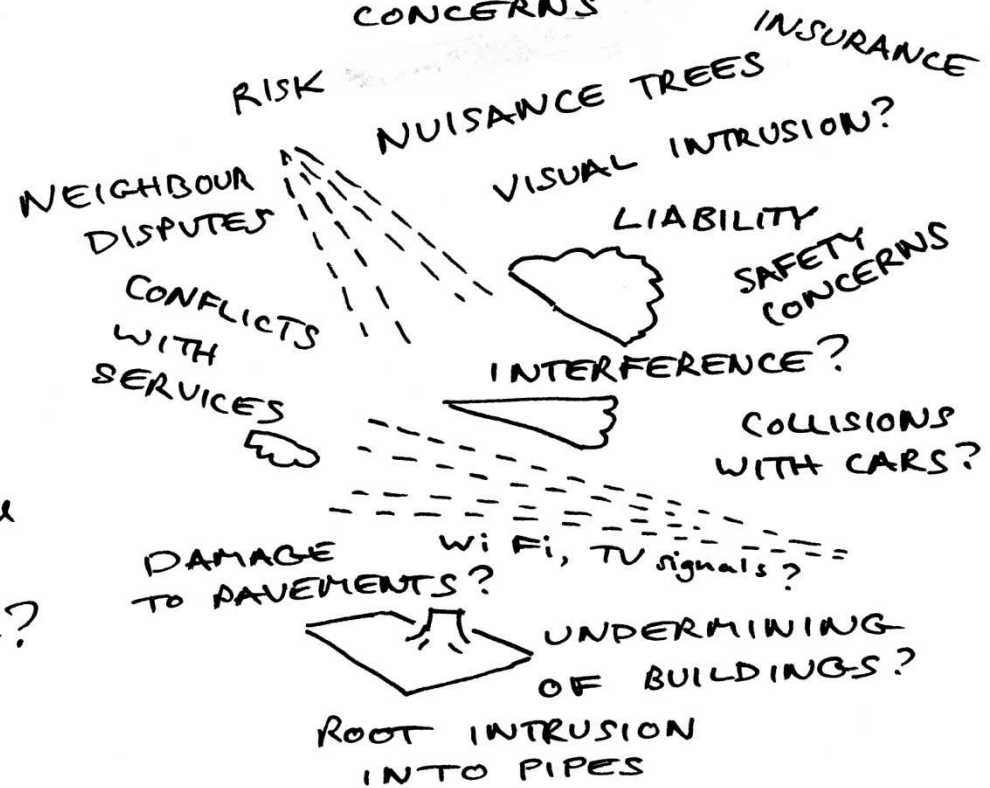 CONCERNS
INSURANCE
RISK
NUISANCE TREES
VISUAL INTRUSION?
NEIGHBOUR
DISPUTES
LIABILITY
SAFETY
CONCERNS
CONFLICTS
WITH
SERVICES
INTERFERENCE?
COLLISIONS
WITH CARS?
Wi Fi, TV signals?
DAMAGE
TO PAVEMENTS?
UNDERMINING
OF BUILDINGS?
ROOT INTRUSION
INTO PIPES